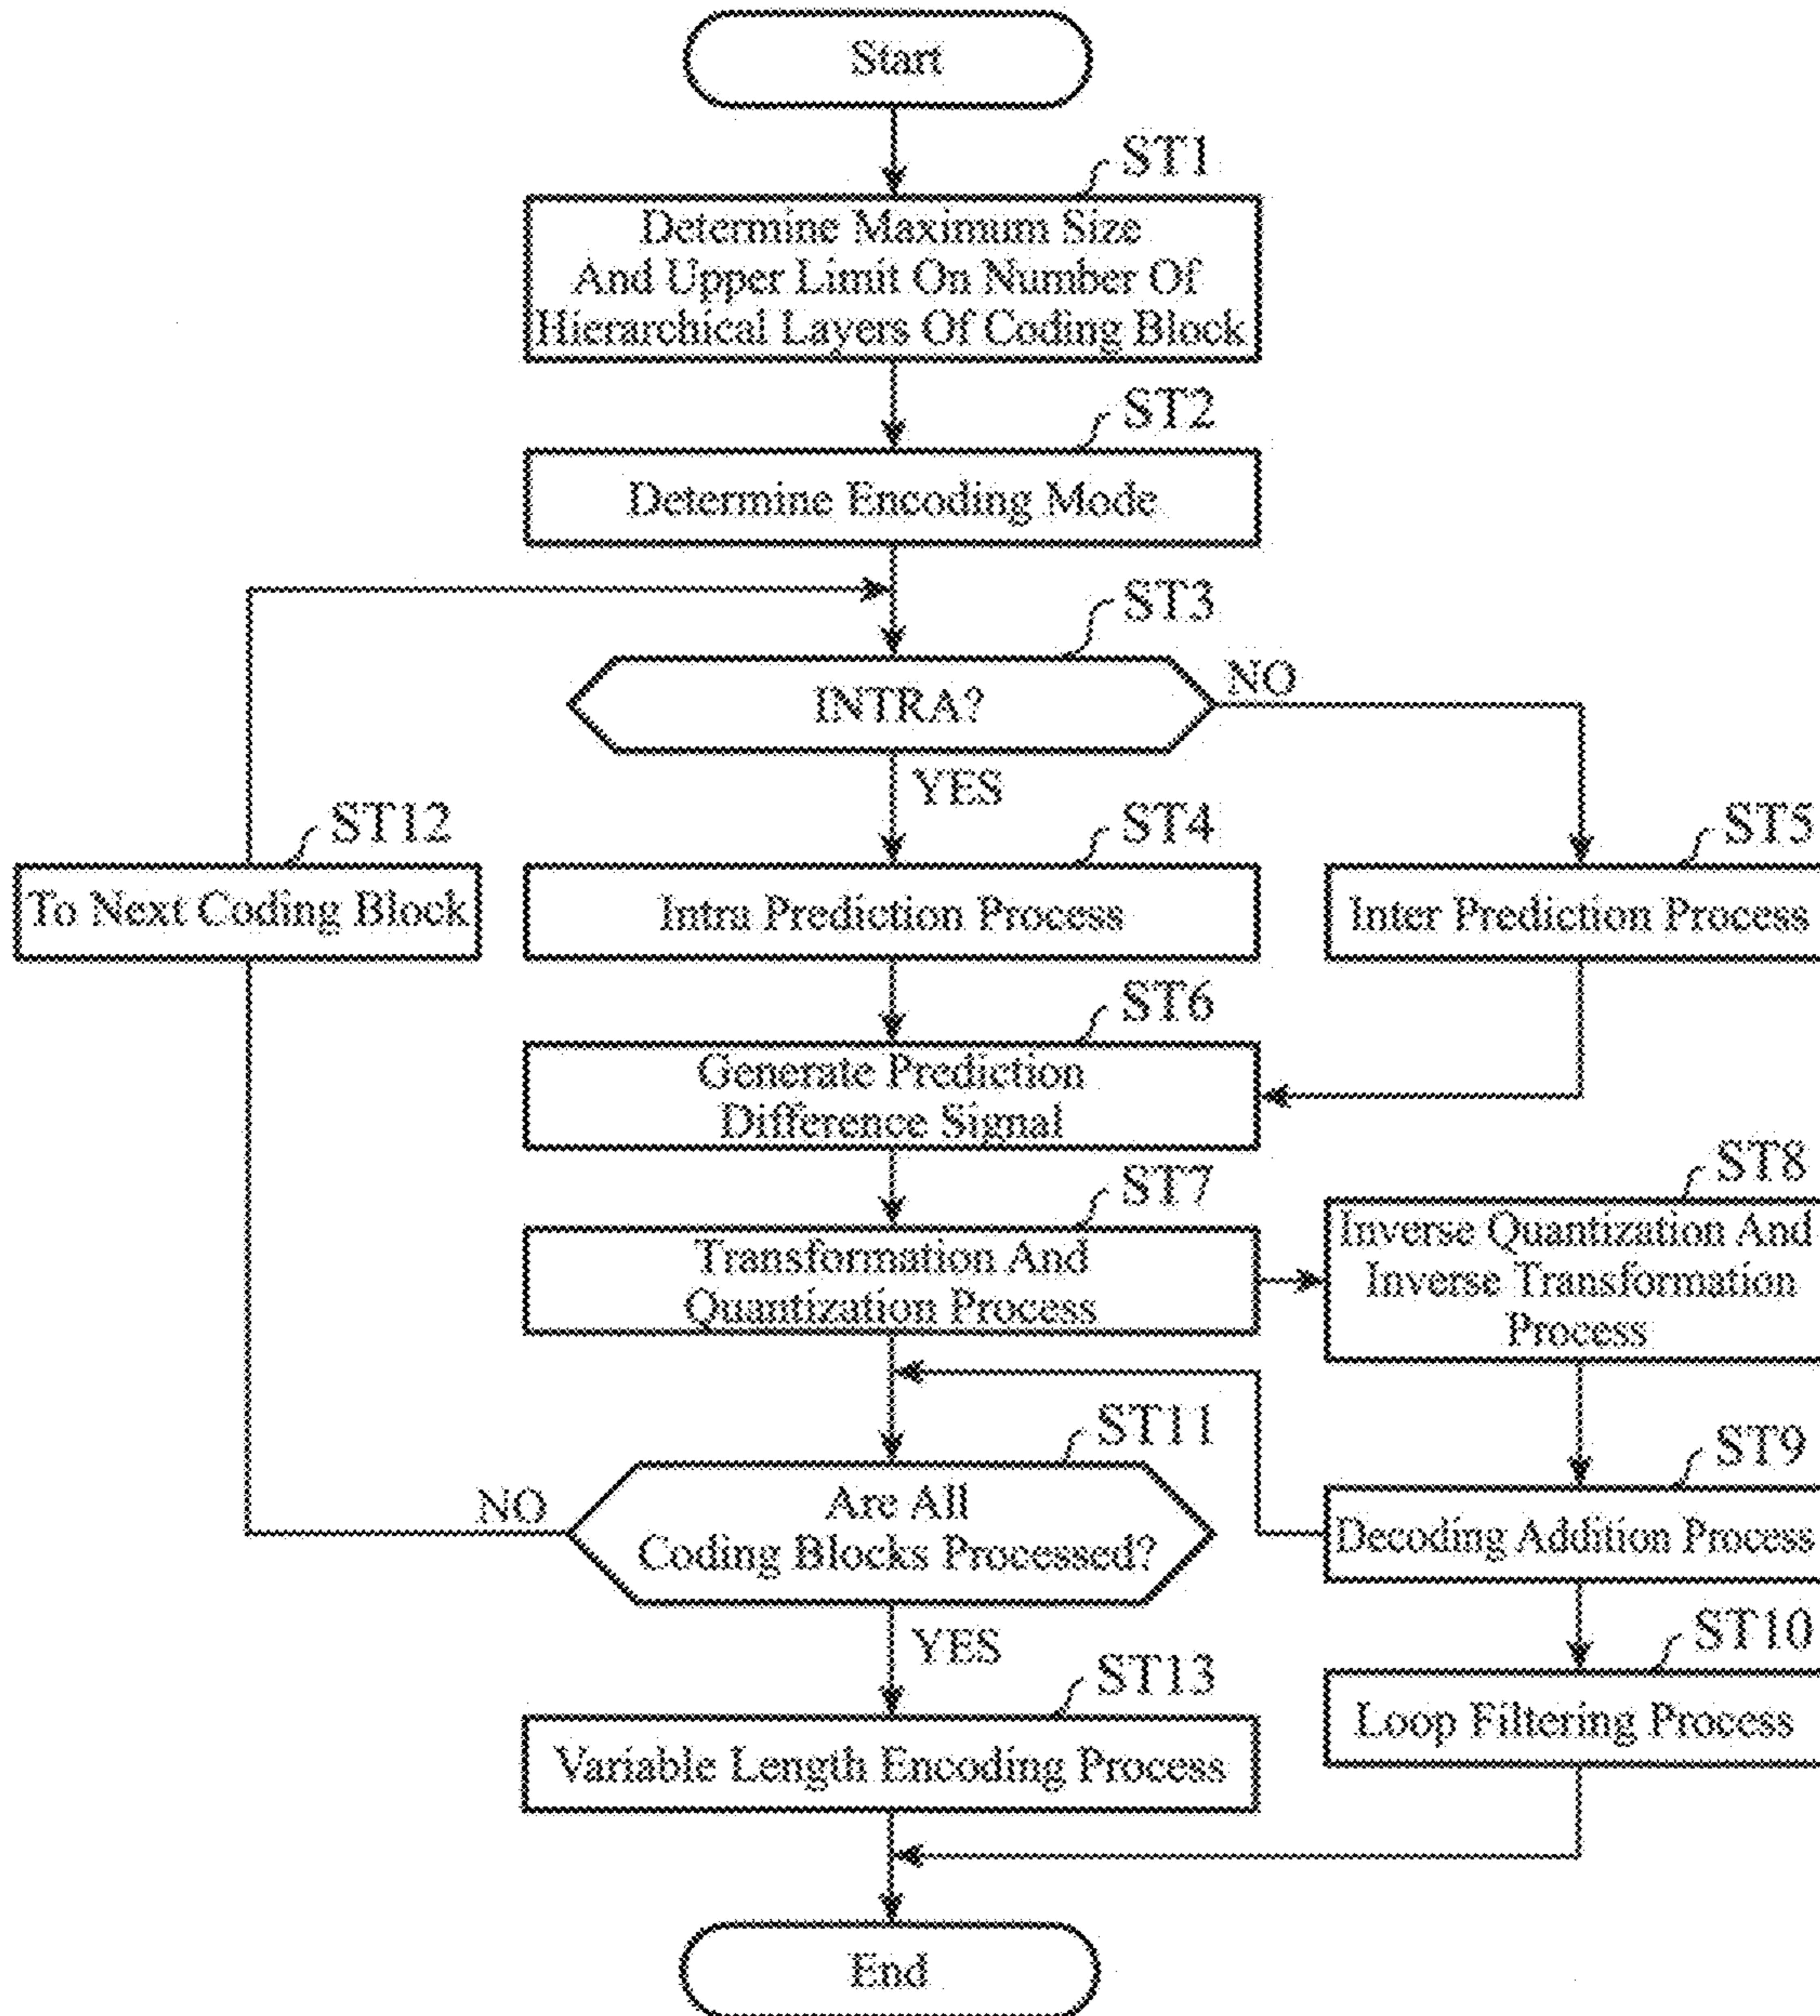 Start
ST1
Determine Maximum Size
And Upper Limit On Number Of
Hierarchical Layers Of Coding Block
ST2
Determine Encoding Mode
ST3
INTRA?
NO
YES
ST12
To Next Coding Block
ST4
Intra Prediction Process
ST5
Inter Prediction Process
ST6
Generate Prediction
Difference Signal
ST7
Transformation And
Quantization Process
ST8
Inverse Quantization And
Inverse Transformation
Process
ST11
Are All
Coding Blocks Processed?
NO
YES
ST9
Decoding Addition Process
ST10
Loop Filtering Process
ST13
Variable Length Encoding Process
End